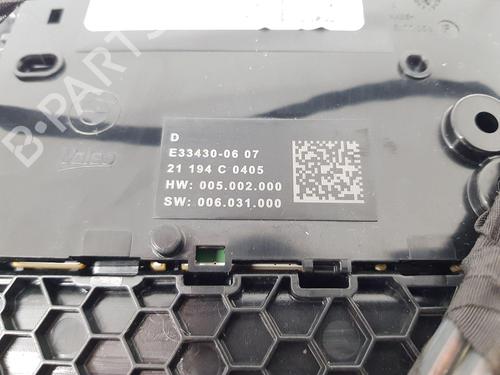 D
E33430-06 07
21 194 C 0405
HW: 005.002.000
SW: 006.031.000
Valeo
B-PARTS